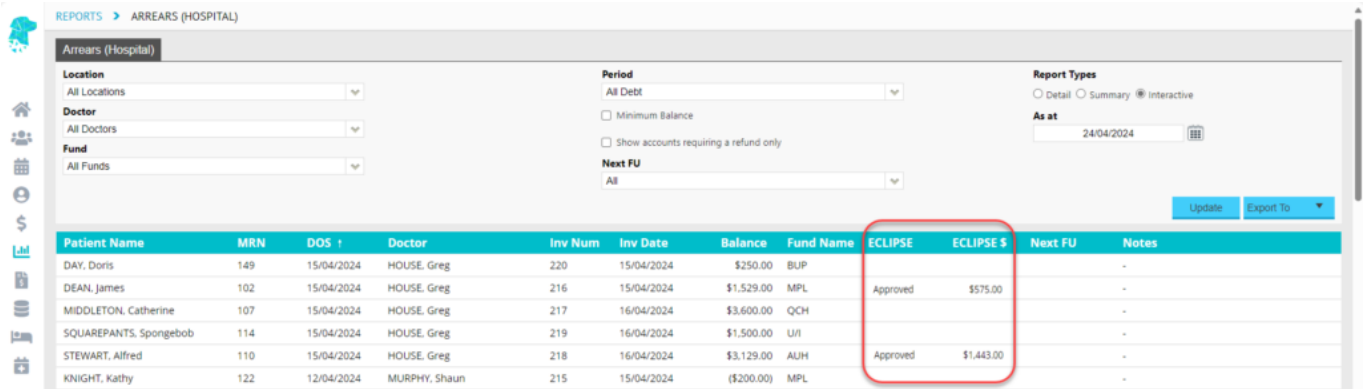 REPORTS > ARREARS (HOSPITAL)
Arrears (Hospital)
Location
All Locations
Doctor
All Doctors
Fund
All Funds
Period
All Debt
Minimum Balance
Show accounts requiring a refund only
Next FU
All
Report Types
Detail Summary Interactive
As at
24/04/2024
Update Export To
Patient Name MRN DOS ↑ Doctor Inv Num Inv Date Balance Fund Name ECLIPSE ECLIPSE $ Next FU Notes
DAY, Doris 149 15/04/2024 HOUSE, Greg 220 15/04/2024 $250.00 BUP -
DEAN, James 102 15/04/2024 HOUSE, Greg 216 15/04/2024 $1,529.00 MPL Approved $575.00 -
MIDDLETON, Catherine 107 15/04/2024 HOUSE, Greg 217 16/04/2024 $3,600.00 QCH -
SQUAREPANTS, Spongebob 114 15/04/2024 HOUSE, Greg 219 16/04/2024 $1,500.00 U/I -
STEWART, Alfred 110 15/04/2024 HOUSE, Greg 218 16/04/2024 $3,129.00 AUH Approved $1,443.00 -
KNIGHT, Kathy 122 12/04/2024 MURPHY, Shaun 215 15/04/2024 ($200.00) MPL -